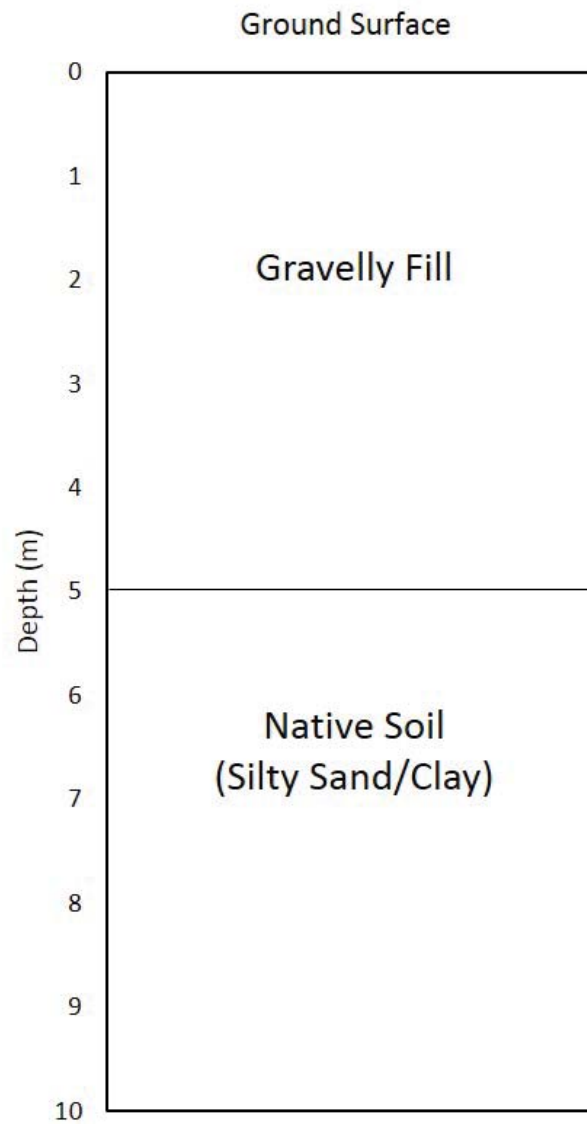 Ground Surface
0
1
Gravelly Fill
2
3
4
Depth (m)
5
6
Native Soil
(Silty Sand/Clay)
7
8
9
10